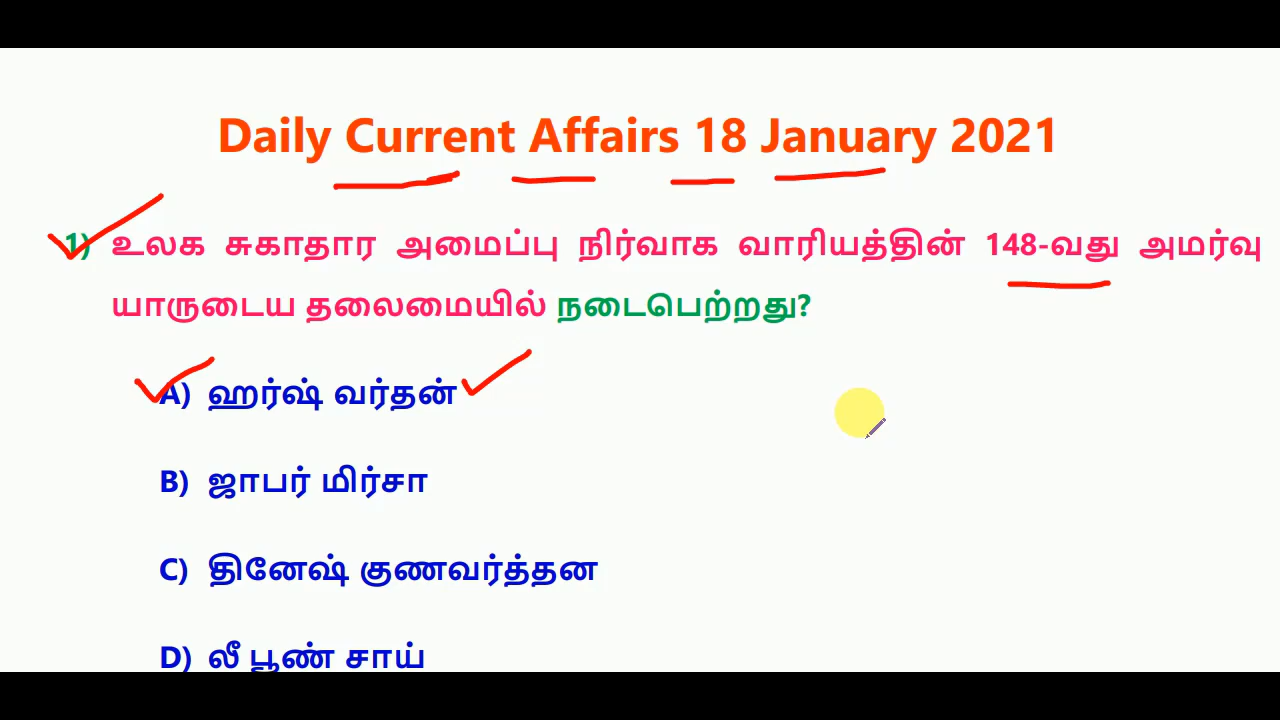 Daily Current Affairs 18 January 2021
1) உலக சுகாதார அமைப்பு நிர்வாக வாரியத்தின் 148-வது அமர்வு
யாருடைய தலைமையில் நடைபெற்றது?
A) ஹர்ஷ் வர்தன்
B) ஜாபர் மிர்சா
C) தினேஷ் குணவர்த்தன
D) லீ பூண் சாய்